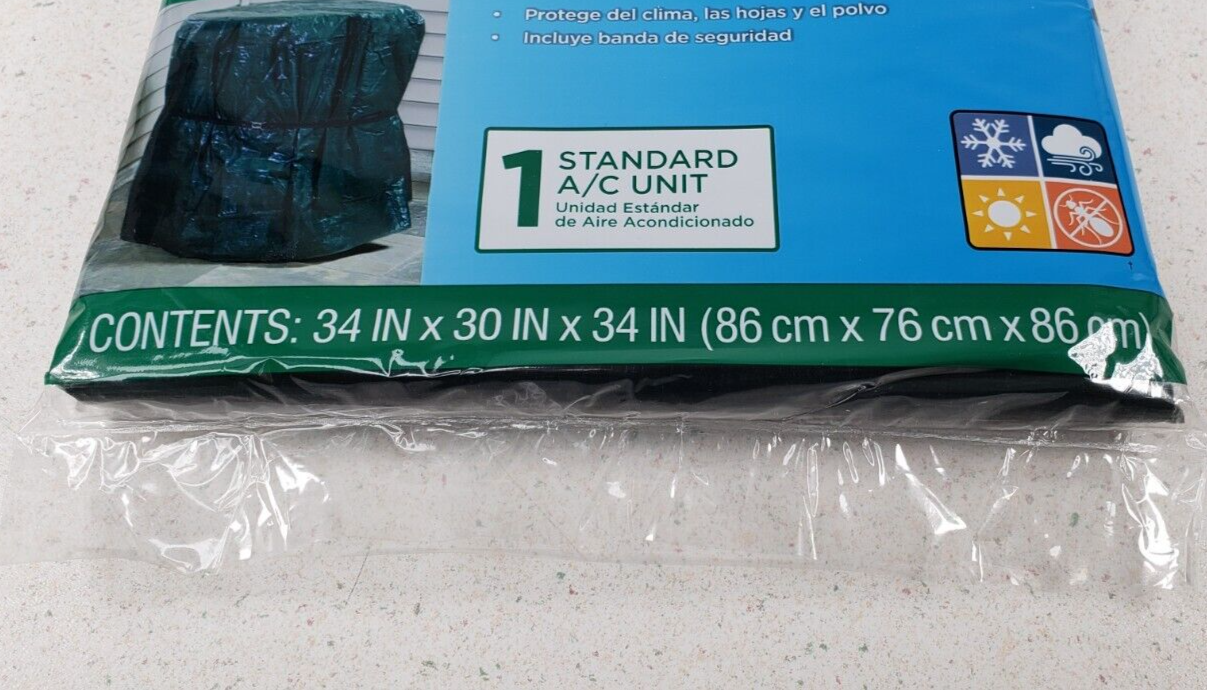 • Protege del clima, las hojas y el polvo
• Incluye banda de seguridad
1 STANDARD
A/C UNIT
Unidad Estándar
de Aire Acondicionado
CONTENTS: 34 IN x 30 IN x 34 IN (86 cm x 76 cm x 86 cm)